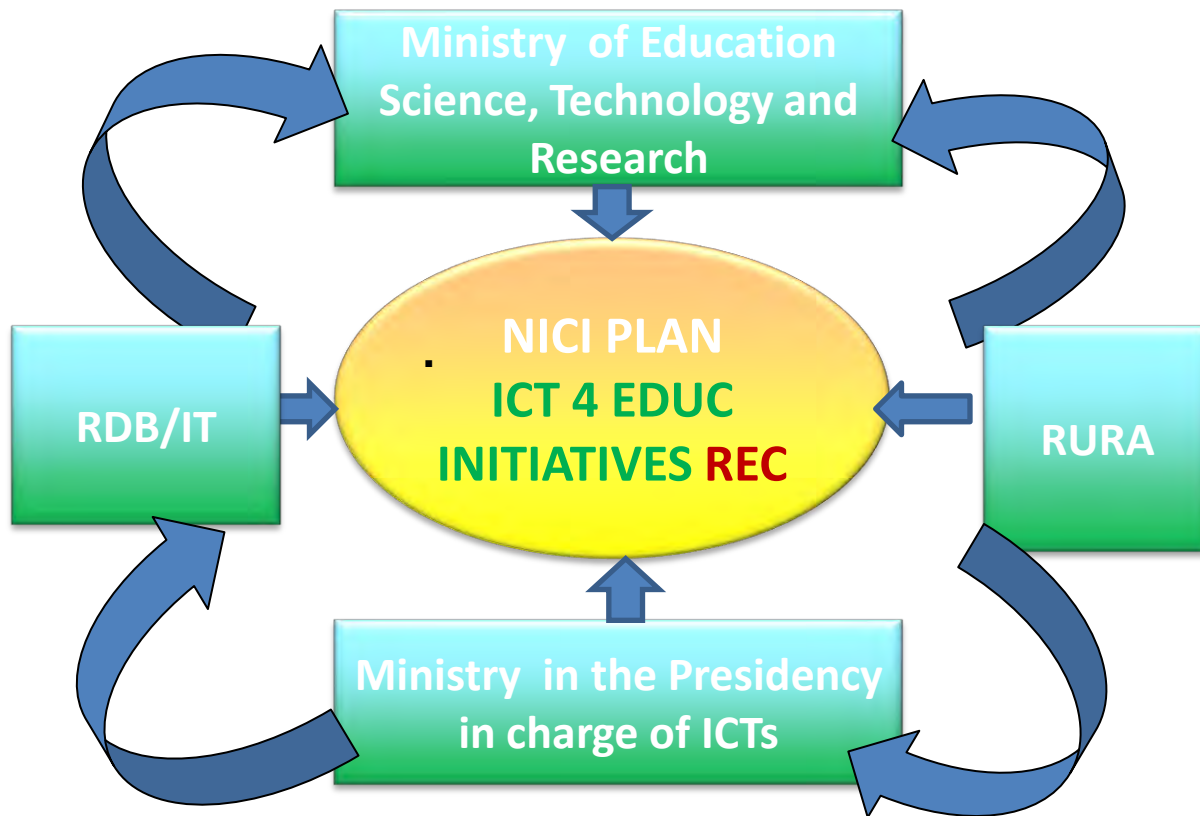 Ministry  of Education
Science, Technology and
Research
NICI PLAN
.
ICT 4 EDUC
INITIATIVES REC
RDB/IT
RURA
Ministry  in the Presidency
in charge of ICTs